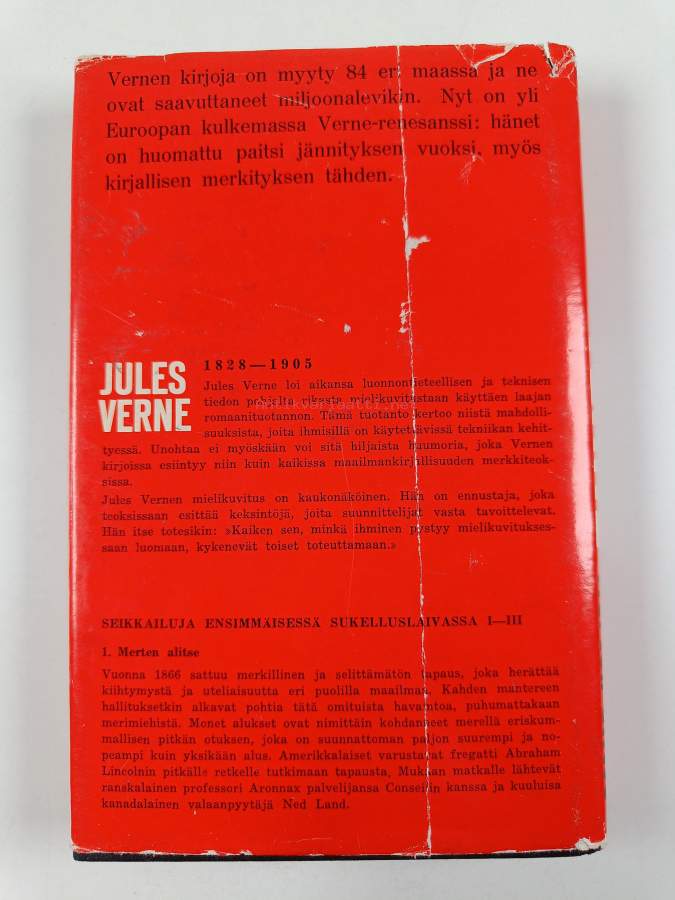 Vernen kirjoja on myyty 84 eri maassa ja ne
ovat saavuttaneet miljoonalevikin. Nyt on yli
Euroopan kulkemassa Verne-renesanssi: hänet
on huomattu paitsi jännityksen vuoksi, myös
kirjallisen merkityksen tähden.
JULES
VERNE
1828—1905
Jules Verne loi aikansa luonnontieteellisen ja teknisen
tiedon pohjalta rikasta mielikuvitustaan käyttäen laajan
romaanituotannon. Tämä tuotanto kertoo niistä mahdolli-
suuksista, joita ihmisillä on käytettävissä tekniikan kehit-
tyessä. Unohtaa ei myöskään voi sitä hiljaista huumoria, joka Vernen
kirjoissa esiintyy niin kuin kaikissa maailmankirjallisuuden merkkiteok-
sissa.
Jules Vernen mielikuvitus on kaukonäköinen. Hän on ennustaja, joka
teoksissaan esittää keksintöjä, joita suunnittelijat vasta tavoittelevat.
Hän itse totesikin: »Kaiken sen, minkä ihminen pystyy mielikuvitukses-
saan luomaan, kykenevät toiset toteuttamaan.»
SEIKKAILUJA ENSIMMÄISESSÄ SUKELLUSLAIVASSA I—III
1. Merten alitse
Vuonna 1866 sattuu merkillinen ja selittämätön tapaus, joka herättää
kiihtymystä ja uteliaisuutta eri puolilla maailmaa. Kahden mantereen
hallituksetkin alkavat pohtia tätä omituista havaintoa, puhumattakaan
merimiehistä. Monet alukset ovat nimittäin kohdanneet merellä eriskum-
mallisen pitkän otuksen, joka on suunnattoman paljon suurempi ja no-
peampi kuin yksikään alus. Amerikkalaiset varustavat fregatti Abraham
Lincolnin pitkälle retkelle tutkimaan tapausta. Mukaan matkalle lähtevät
ranskalainen professori Aronnax palvelijansa Conseilin kanssa ja kuuluisa
kanadalainen valaanpyytäjä Ned Land.